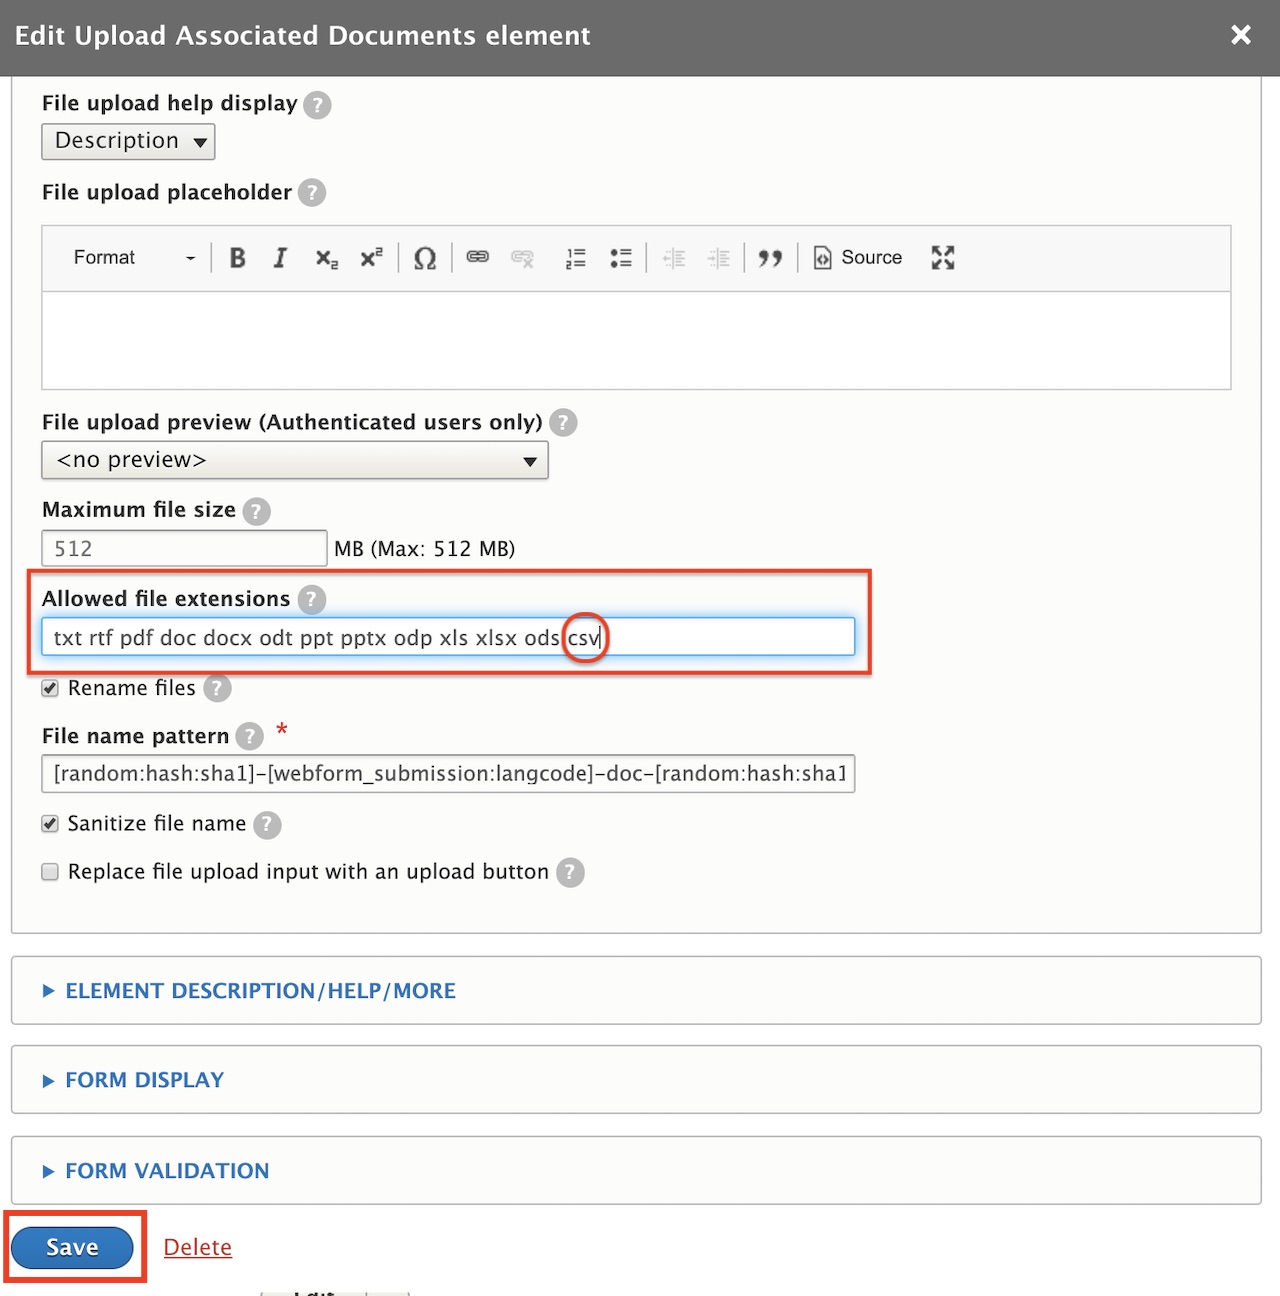 Edit Upload Associated Documents element
File upload help display ?
Description
File upload placeholder ?
Format B I x₂ x² Ω Source
File upload preview (Authenticated users only) ?
<no preview>
Maximum file size ?
512 MB (Max: 512 MB)
Allowed file extensions ?
txt rtf pdf doc docx odt ppt pptx odp xls xlsx ods csv
Rename files ?
File name pattern ? *
[random:hash:sha1]-[webform_submission:langcode]-doc-[random:hash:sha1
Sanitize file name ?
Replace file upload input with an upload button ?
ELEMENT DESCRIPTION/HELP/MORE
FORM DISPLAY
FORM VALIDATION
Save Delete